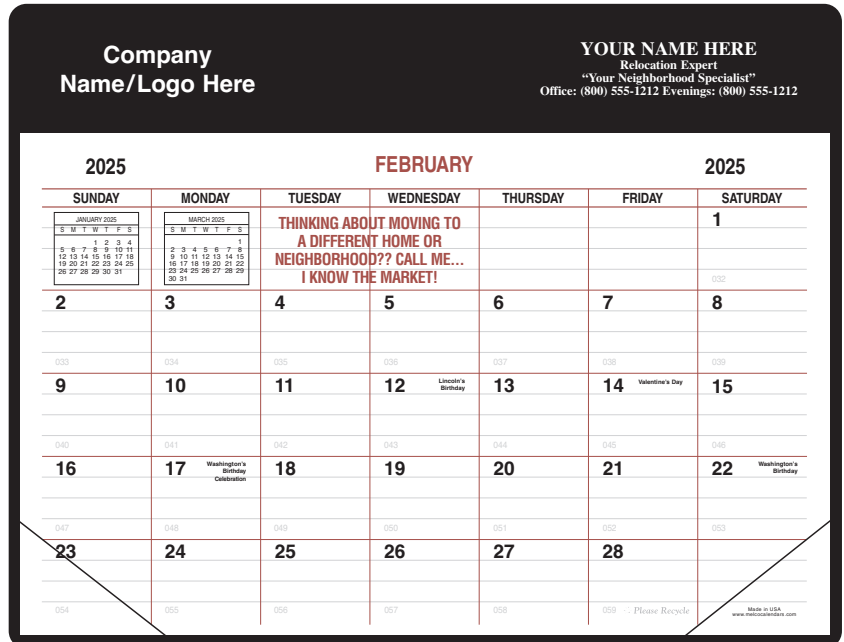 Company
Name/Logo Here
YOUR NAME HERE
Relocation Expert
“Your Neighborhood Specialist”
Office: (800) 555-1212 Evenings: (800) 555-1212
2025 FEBRUARY 2025
SUNDAY MONDAY TUESDAY WEDNESDAY THURSDAY FRIDAY SATURDAY
JANUARY 2025
S M T W T F S
1 2 3 4
5 6 7 8 9 10 11
12 13 14 15 16 17 18
19 20 21 22 23 24 25
26 27 28 29 30 31
MARCH 2025
S M T W T F S
1
2 3 4 5 6 7 8
9 10 11 12 13 14 15
16 17 18 19 20 21 22
23 24 25 26 27 28 29
30 31
THINKING ABOUT MOVING TO
A DIFFERENT HOME OR
NEIGHBORHOOD?? CALL ME...
I KNOW THE MARKET!
1
032
2 3 4 5 6 7 8
033 034 035 036 037 038 039
9 10 11 12 Lincoln's
Birthday
13 14 Valentine's Day
15
040 041 042 043 044 045 046
16 17 Washington's
Birthday
Celebration
18 19 20 21 22 Washington's
Birthday
047 048 049 050 051 052 053
23 24 25 26 27 28
054 055 056 057 058 059 Please Recycle
Made in USA
www.melcocalendars.com